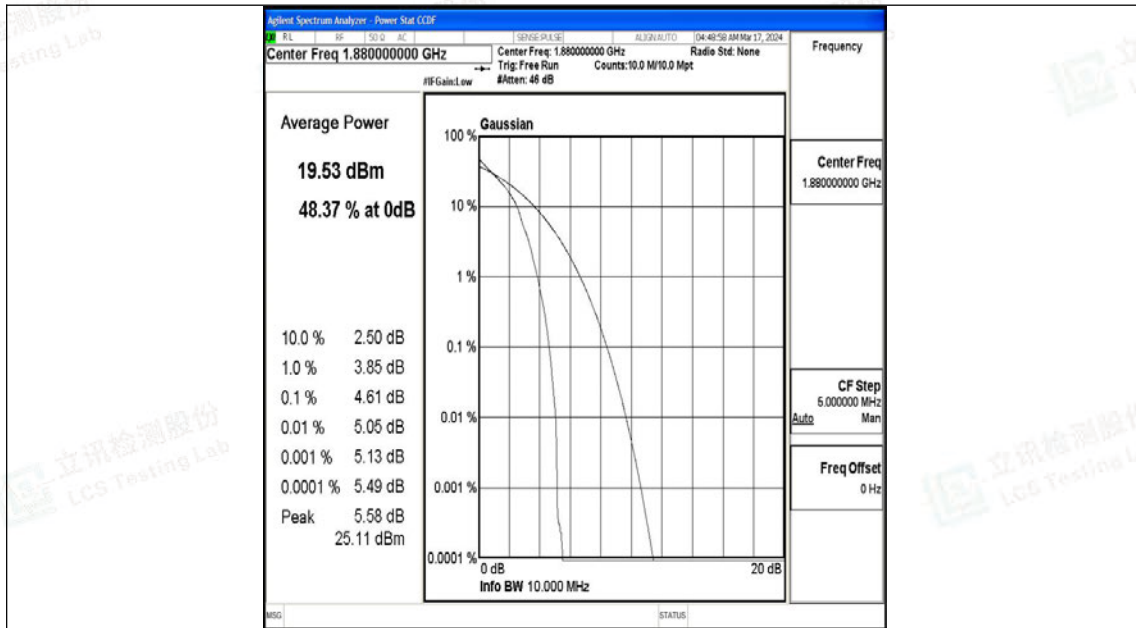 Agilent Spectrum Analyzer - Power Stat CCDF
RL RF 50 Ω AC SENSE:PULSE ALIGNAUTO 04:48:58 AM Mar 17, 2024
Center Freq 1.880000000 GHz
Center Freq: 1.880000000 GHz Radio Std: None
Trig: Free Run Counts:10.0 M/10.0 Mpt
#IFGain:Low #Atten: 46 dB
Frequency
Average Power
19.53 dBm
48.37 % at 0dB
10.0 % 2.50 dB
1.0 % 3.85 dB
0.1 % 4.61 dB
0.01 % 5.05 dB
0.001 % 5.13 dB
0.0001 % 5.49 dB
Peak 5.58 dB
25.11 dBm
Gaussian
100 %
10 %
1 %
0.1 %
0.01 %
0.001 %
0.0001 %
0 dB 20 dB
Info BW 10.000 MHz
Center Freq
1.880000000 GHz
CF Step
5.000000 MHz
Auto Man
Freq Offset
0 Hz
MSG STATUS
立讯检测股份
LCS Testing Lab
立讯检测股份
LCS Testing L